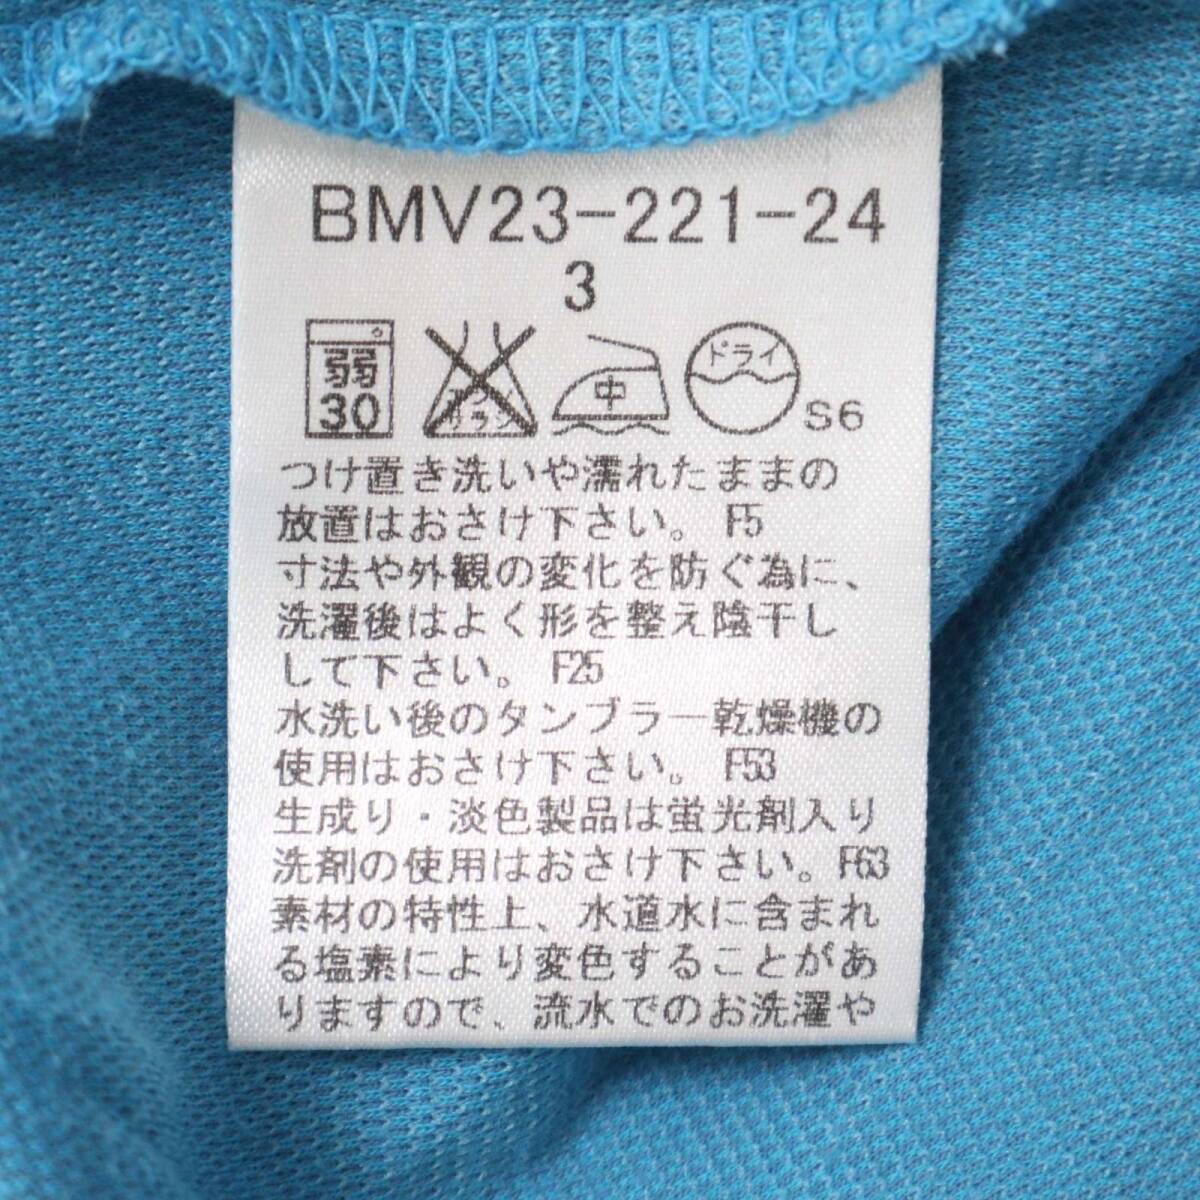 BMV23-221-24
3
弱
30
エン
サラシ
中
ドライ
S6
つけ置き洗いや濡れたままの
放置はおさけ下さい。 F5
寸法や外観の変化を防ぐ為に、
洗濯後はよく形を整え陰干し
して下さい。 F25
水洗い後のタンブラー乾燥機の
使用はおさけ下さい。 F53
生成り・淡色製品は蛍光剤入り
洗剤の使用はおさけ下さい。F63
素材の特性上、水道水に含まれ
る塩素により変色することがあ
りますので、流水でのお洗濯や